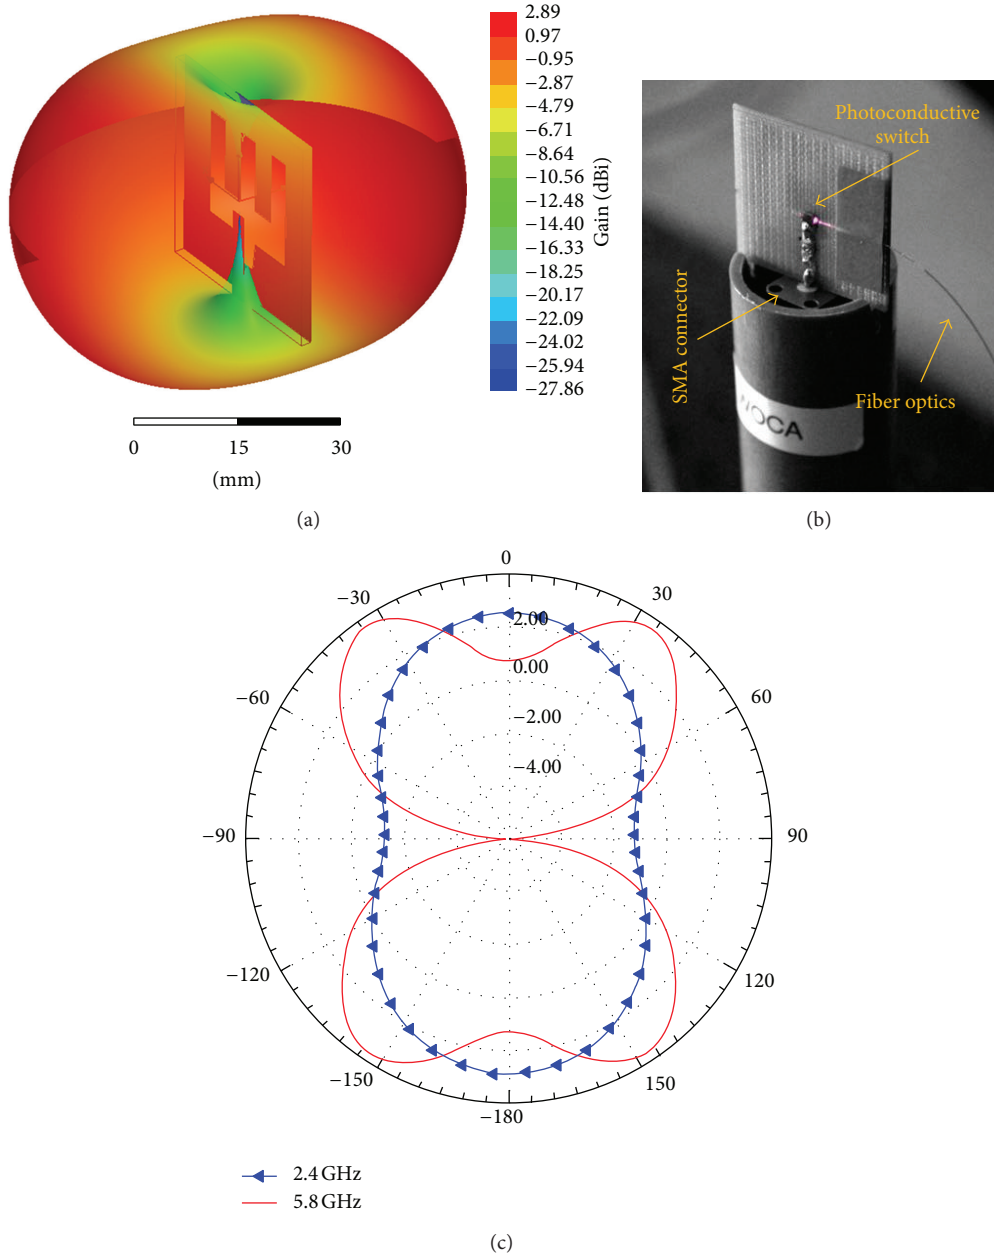 2.89
0.97
−0.95
−2.87
−4.79
−6.71
−8.64
−10.56
−12.48
−14.40
−16.33
−18.25
−20.17
−22.09
−24.02
−25.94
−27.86
Gain (dBi)
0 15 30
(mm)
(a)
Photoconductive
switch
SMA connector
Fiber optics
WOCA
(b)
0
−30 30
2.00
0.00
−60 60
−2.00
−4.00
−90 90
−120 120
−150 150
−180
2.4 GHz
5.8 GHz
(c)